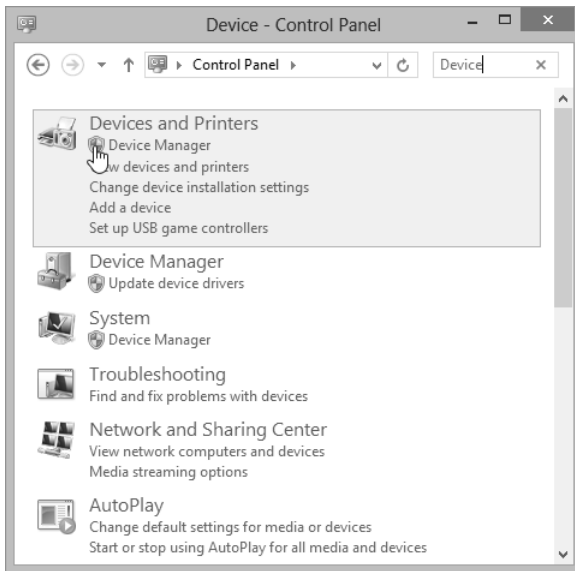 Device - Control Panel
Control Panel
Device
Devices and Printers
Device Manager
w devices and printers
Change device installation settings
Add a device
Set up USB game controllers
Device Manager
Update device drivers
System
Device Manager
Troubleshooting
Find and fix problems with devices
Network and Sharing Center
View network computers and devices
Media streaming options
AutoPlay
Change default settings for media or devices
Start or stop using AutoPlay for all media and devices